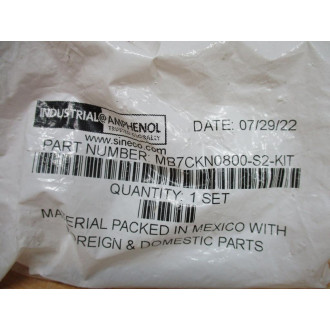 INDUSTRIAL@AMPHENOL
www.sineco.com
DATE: 07/29/22
PART NUMBER: MB7CKN0800-S2-KIT
QUANTITY: 1 SET
MATERIAL PACKED IN MEXICO WITH
FOREIGN & DOMESTIC PARTS